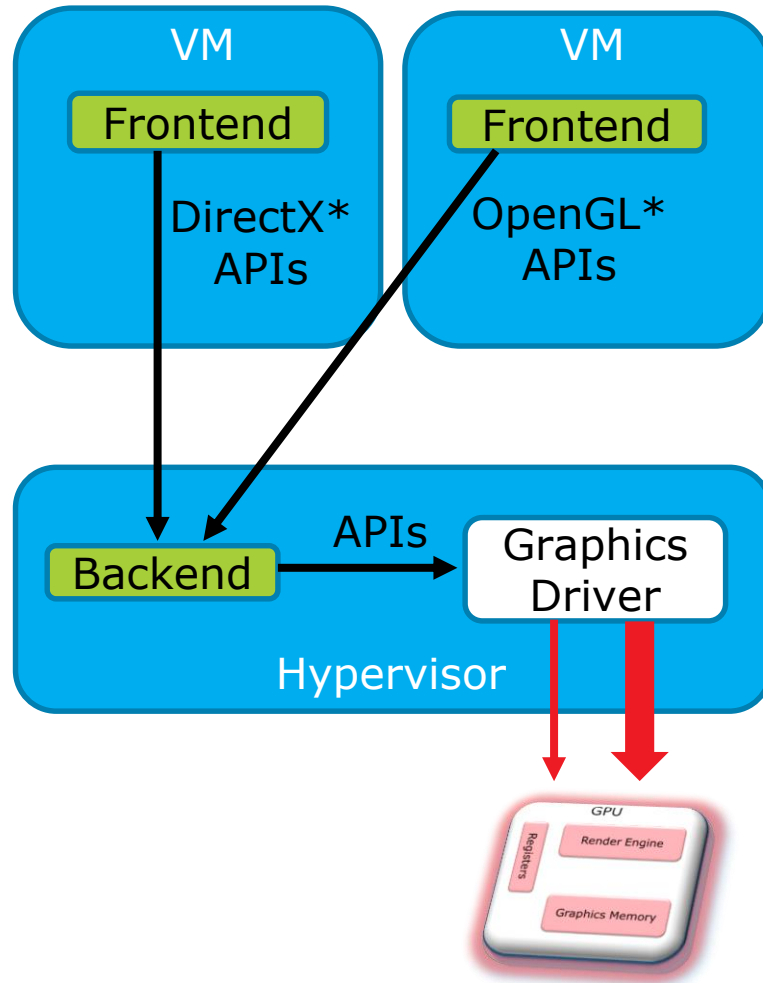 VM
VM
Frontend
Frontend
DirectX*
APIs
OpenGL*
APIs
APIs
Backend
Graphics
Driver
Hypervisor
GPU
Registers
Render Engine
Graphics Memory